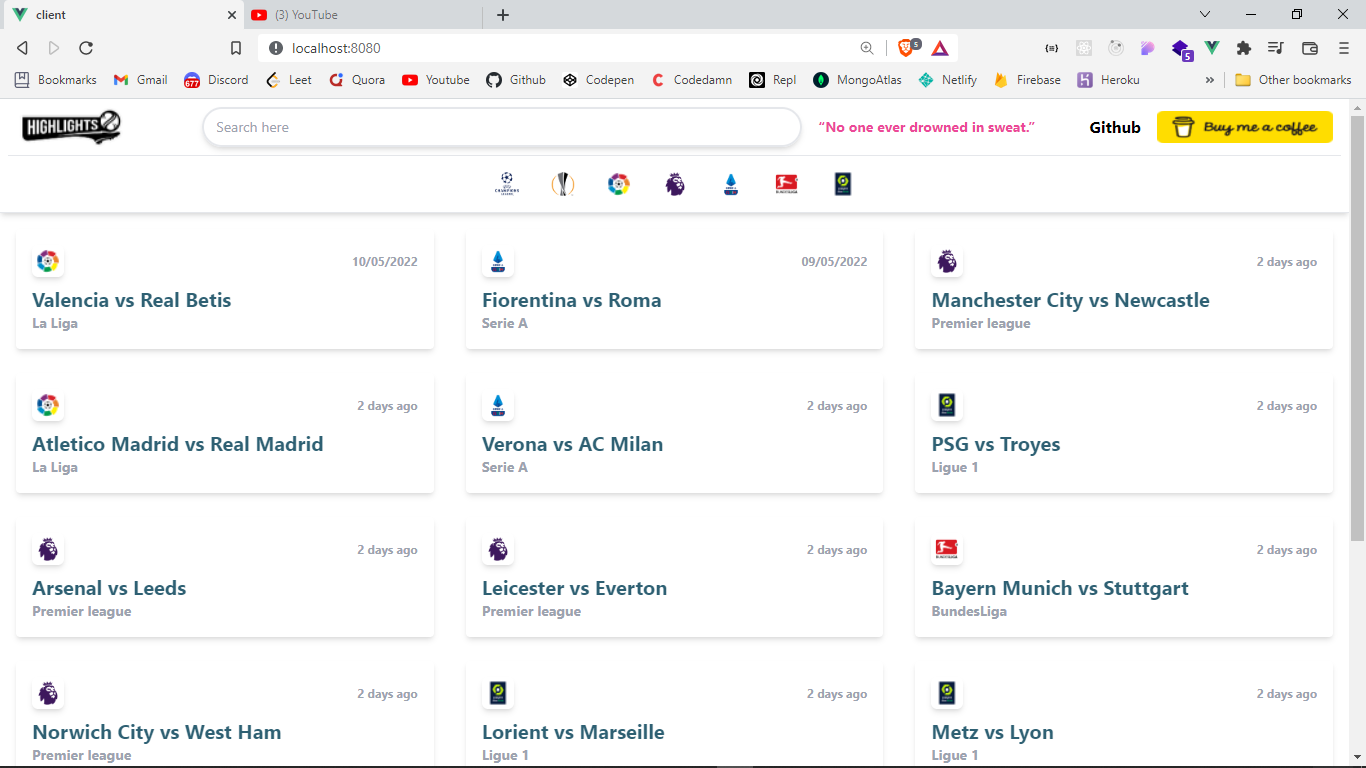 client
(3) YouTube
localhost:8080
5
5
Bookmarks Gmail 677 Discord Leet Quora Youtube Github Codepen Codedamn Repl MongoAtlas Netlify Firebase Heroku » Other bookmarks
HIGHLIGHTS
Search here
“No one ever drowned in sweat.”
Github
Buy me a coffee
CHAMPIONS
10/05/2022
Valencia vs Real Betis
La Liga
09/05/2022
Fiorentina vs Roma
Serie A
2 days ago
Manchester City vs Newcastle
Premier league
2 days ago
Atletico Madrid vs Real Madrid
La Liga
2 days ago
Verona vs AC Milan
Serie A
2 days ago
PSG vs Troyes
Ligue 1
2 days ago
Arsenal vs Leeds
Premier league
2 days ago
Leicester vs Everton
Premier league
2 days ago
Bayern Munich vs Stuttgart
BundesLiga
2 days ago
Norwich City vs West Ham
Premier league
2 days ago
Lorient vs Marseille
Ligue 1
2 days ago
Metz vs Lyon
Ligue 1